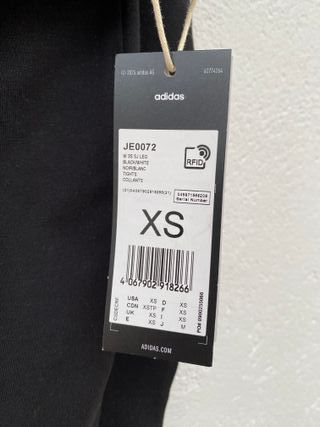 adidas
JE0072
W 3S SJ LEG
BLACK/WHITE
NOIR/BLANC
TIGHTS
COLLANTS
RFID
Serial Number
XS
4 067902 918266
USA XS D XS
CDN XSTP F XS
UK XS I XS
E XS J M
ADIDAS.COM